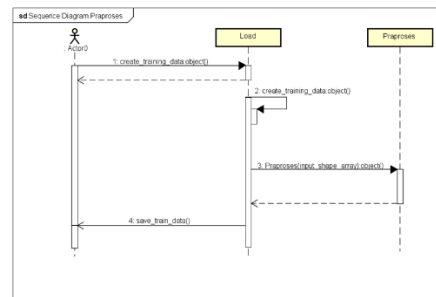 sd Sequence Diagram Praproses
: Actor0
Load
Praproses
1: create_training_data:object()
2: create_training_data:object()
3: Praproses(input_shape_array):object()
4: save_train_data()